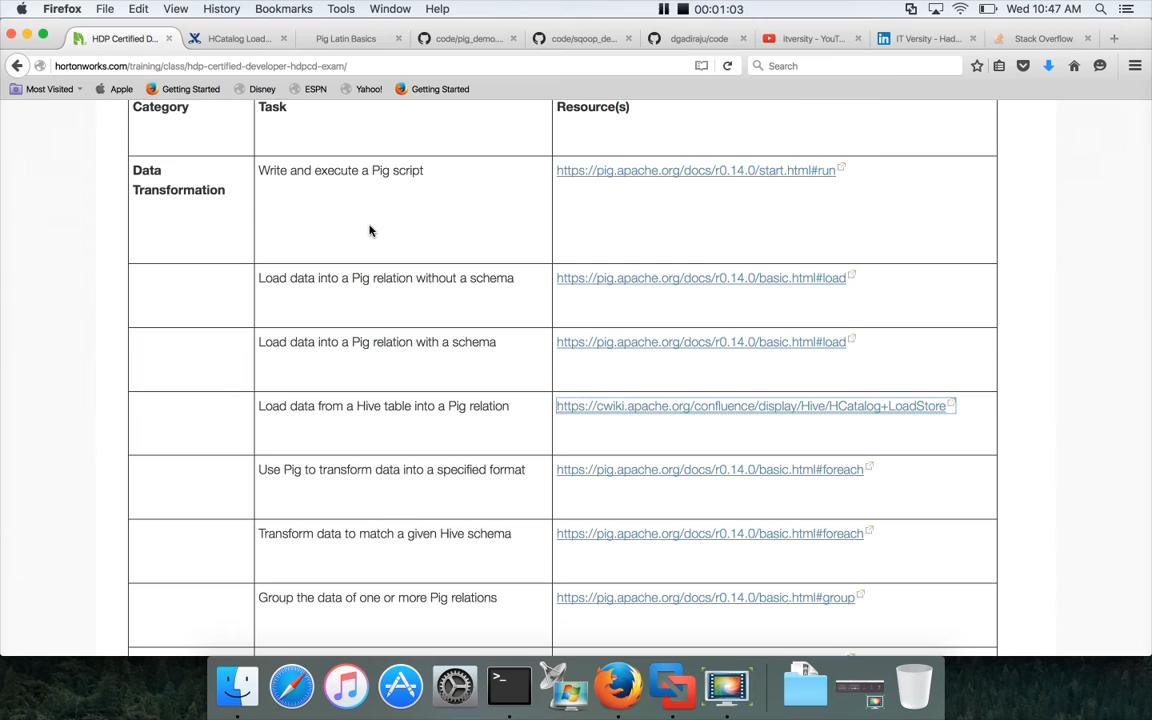 Firefox File Edit View History Bookmarks Tools Window Help 00:01:03 Wed 10:47 AM
HDP Certified D... HCatalog Load... Pig Latin Basics code/pig_demo.... code/sqoop_de... dgadiraju/code itversity - YouT... IT Versity - Had... Stack Overflow
hortonworks.com/training/class/hdp-certified-developer-hdpcd-exam/ Search
Most Visited Apple Getting Started Disney ESPN Yahoo! Getting Started
Category Task Resource(s)
Data Write and execute a Pig script https://pig.apache.org/docs/r0.14.0/start.html#run
Transformation
Load data into a Pig relation without a schema https://pig.apache.org/docs/r0.14.0/basic.html#load
Load data into a Pig relation with a schema https://pig.apache.org/docs/r0.14.0/basic.html#load
Load data from a Hive table into a Pig relation https://cwiki.apache.org/confluence/display/Hive/HCatalog+LoadStore
Use Pig to transform data into a specified format https://pig.apache.org/docs/r0.14.0/basic.html#foreach
Transform data to match a given Hive schema https://pig.apache.org/docs/r0.14.0/basic.html#foreach
Group the data of one or more Pig relations https://pig.apache.org/docs/r0.14.0/basic.html#group